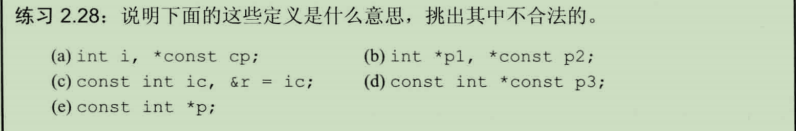 练习 2.28：说明下面的这些定义是什么意思，挑出其中不合法的。
(a) int i, *const cp; (b) int *p1, *const p2;
(c) const int ic, &r = ic; (d) const int *const p3;
(e) const int *p;